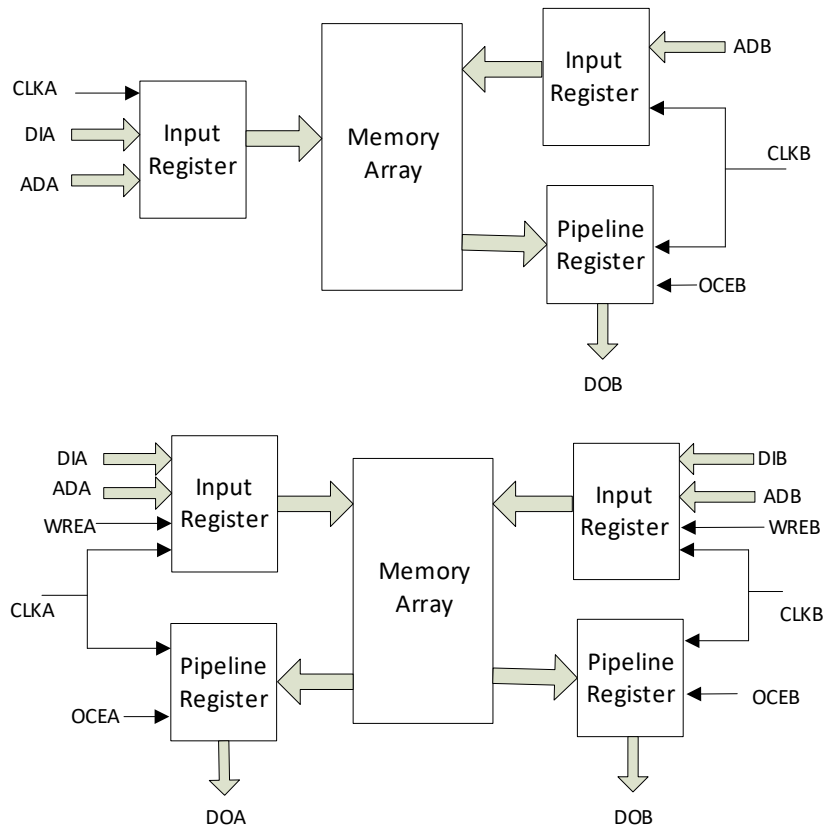 CLKA
DIA
ADA
Input
Register
Memory
Array
Input
Register
ADB
CLKB
Pipeline
Register
OCEB
DOB
DIA
ADA
WREA
CLKA
Input
Register
Pipeline
Register
OCEA
DOA
Memory
Array
Input
Register
DIB
ADB
WREB
CLKB
Pipeline
Register
OCEB
DOB